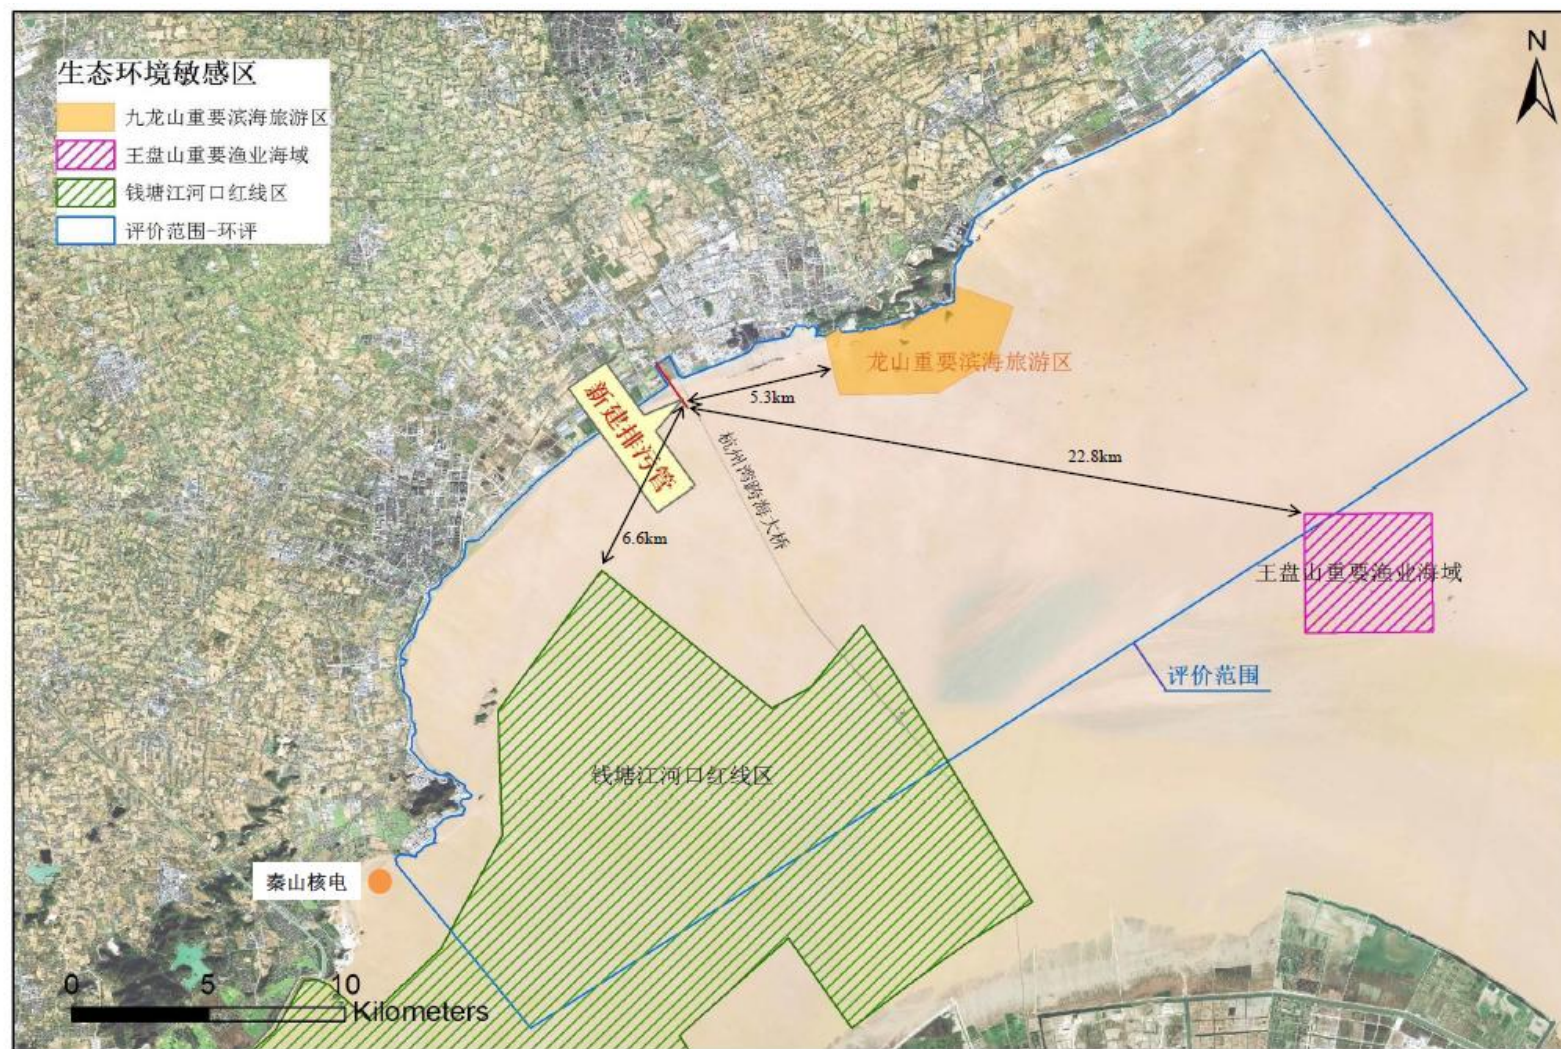 生态环境敏感区
九龙山重要滨海旅游区
王盘山重要渔业海域
钱塘江河口红线区
评价范围-环评
N
龙山重要滨海旅游区
5.3km
新建排污管
杭州湾跨海大桥
22.8km
6.6km
王盘山重要渔业海域
评价范围
钱塘江河口红线区
秦山核电
0 5 10
Kilometers